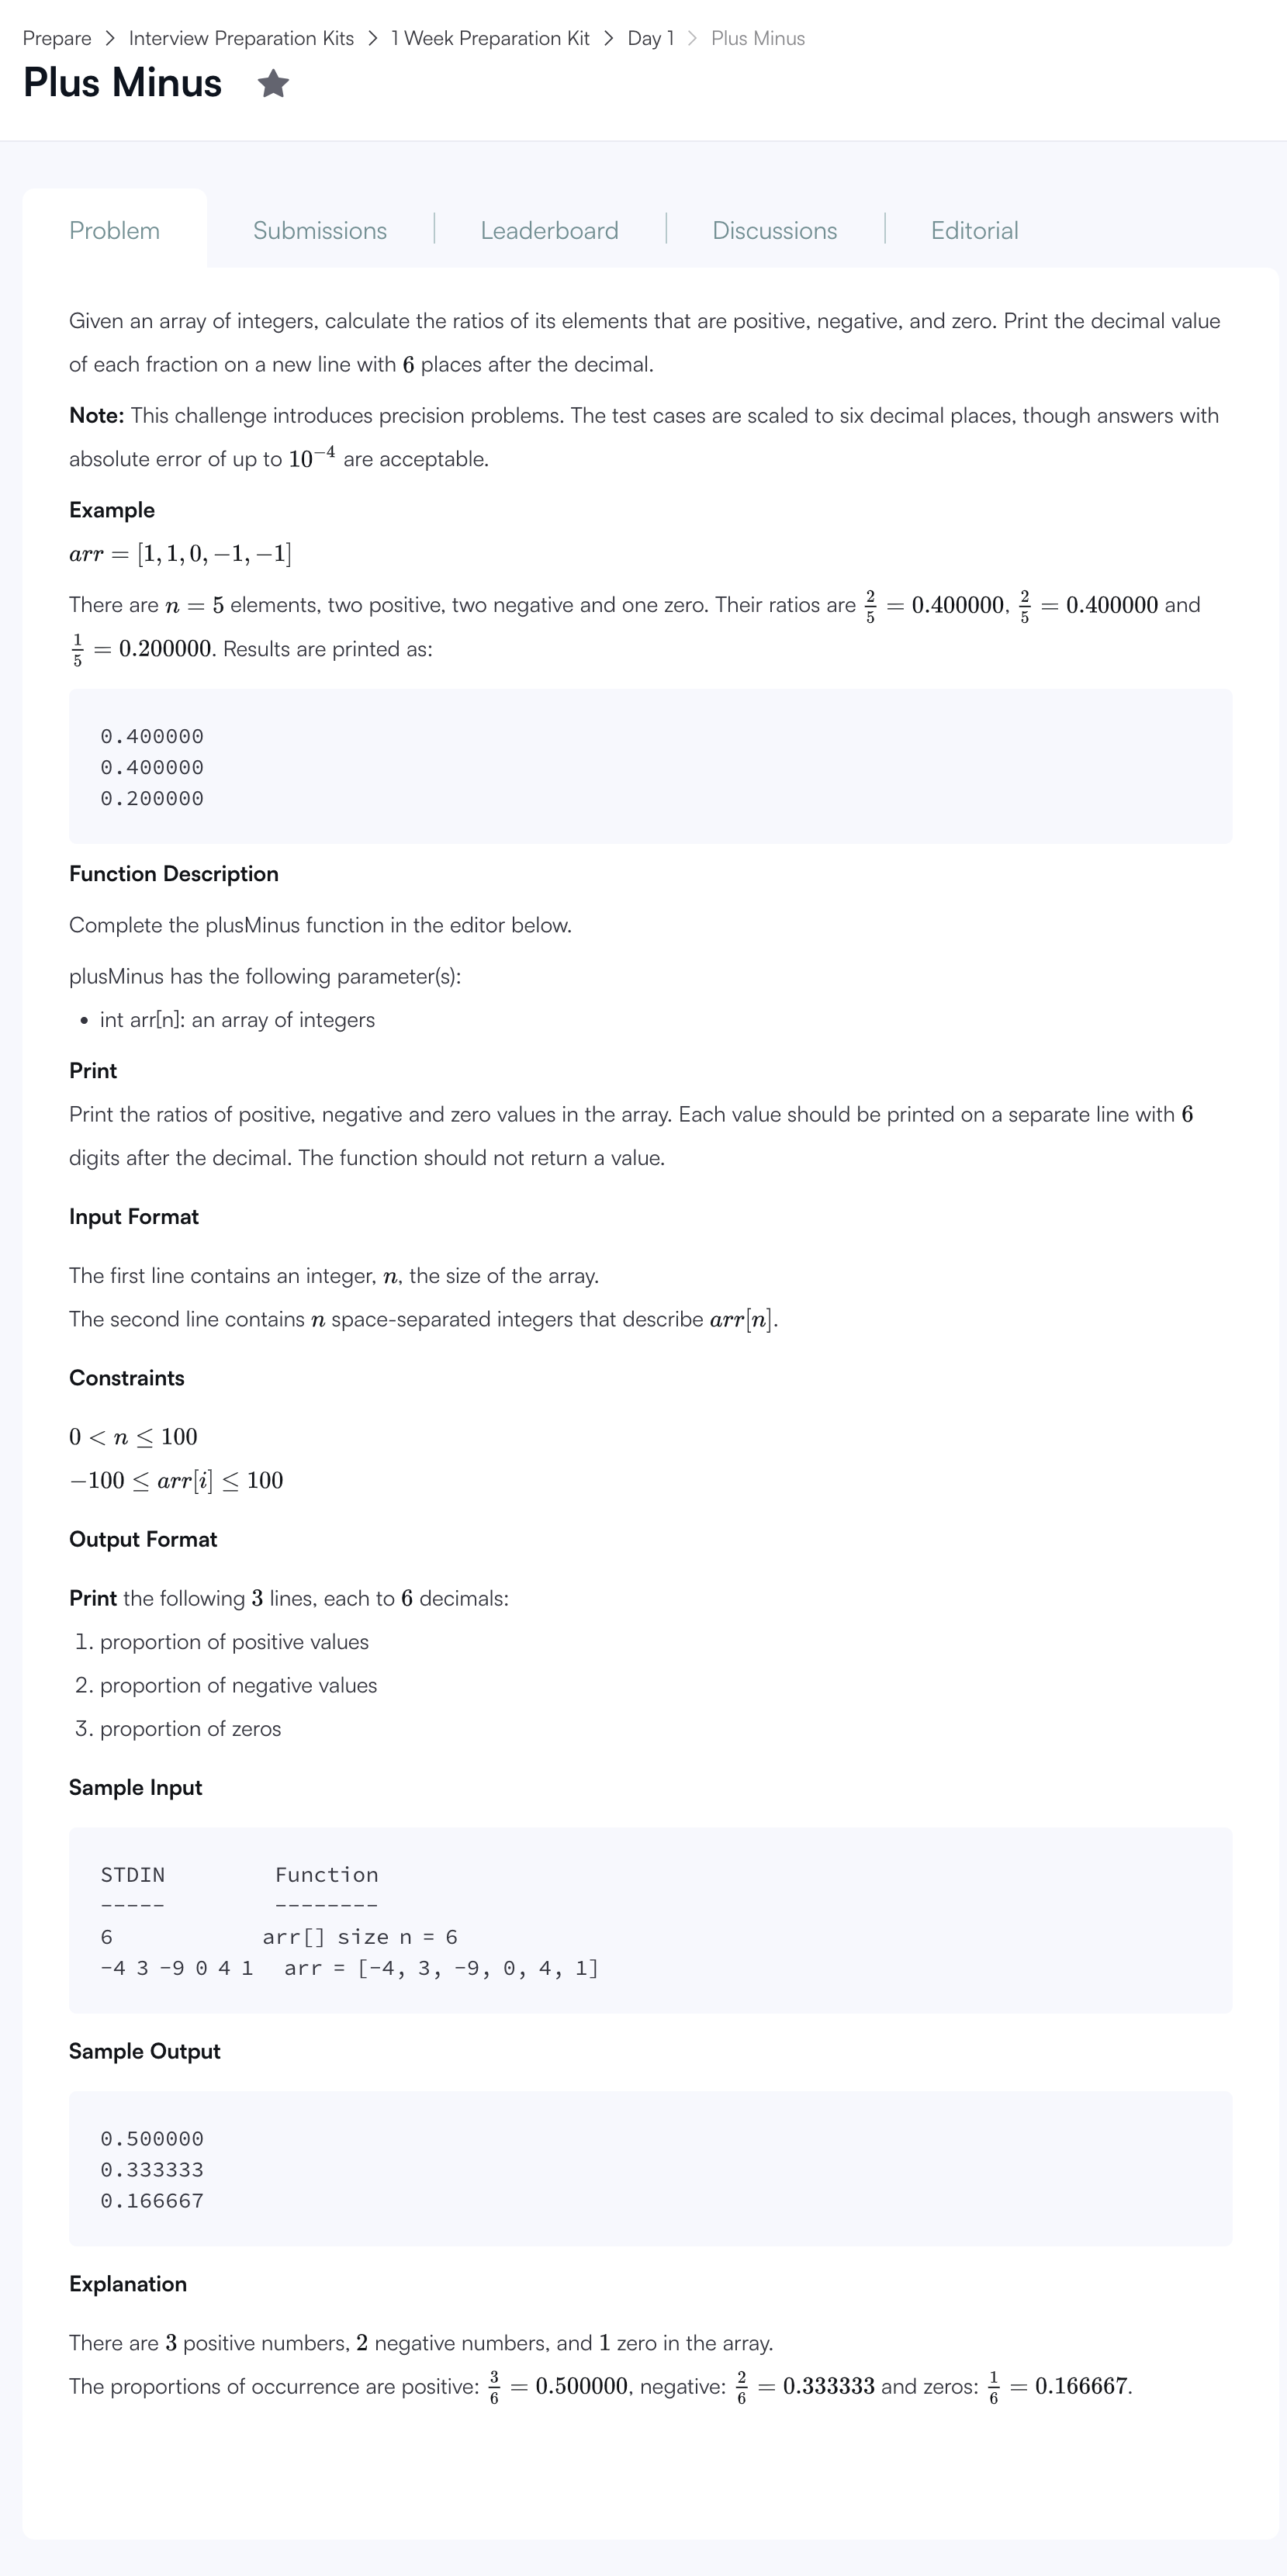 Prepare > Interview Preparation Kits > 1 Week Preparation Kit > Day 1 > Plus Minus
Plus Minus
Problem
Submissions
Leaderboard
Discussions
Editorial
Given an array of integers, calculate the ratios of its elements that are positive, negative, and zero. Print the decimal value
of each fraction on a new line with 6 places after the decimal.
Note: This challenge introduces precision problems. The test cases are scaled to six decimal places, though answers with
absolute error of up to 10⁻⁴ are acceptable.
Example
arr = [1, 1, 0, −1, −1]
There are n = 5 elements, two positive, two negative and one zero. Their ratios are 2/5 = 0.400000, 2/5 = 0.400000 and
1/5 = 0.200000. Results are printed as:
0.400000
0.400000
0.200000
Function Description
Complete the plusMinus function in the editor below.
plusMinus has the following parameter(s):
• int arr[n]: an array of integers
Print
Print the ratios of positive, negative and zero values in the array. Each value should be printed on a separate line with 6
digits after the decimal. The function should not return a value.
Input Format
The first line contains an integer, n, the size of the array.
The second line contains n space-separated integers that describe arr[n].
Constraints
0 < n ≤ 100
−100 ≤ arr[i] ≤ 100
Output Format
Print the following 3 lines, each to 6 decimals:
1. proportion of positive values
2. proportion of negative values
3. proportion of zeros
Sample Input
STDIN Function
----- --------
6 arr[] size n = 6
-4 3 -9 0 4 1 arr = [-4, 3, -9, 0, 4, 1]
Sample Output
0.500000
0.333333
0.166667
Explanation
There are 3 positive numbers, 2 negative numbers, and 1 zero in the array.
The proportions of occurrence are positive: 3/6 = 0.500000, negative: 2/6 = 0.333333 and zeros: 1/6 = 0.166667.